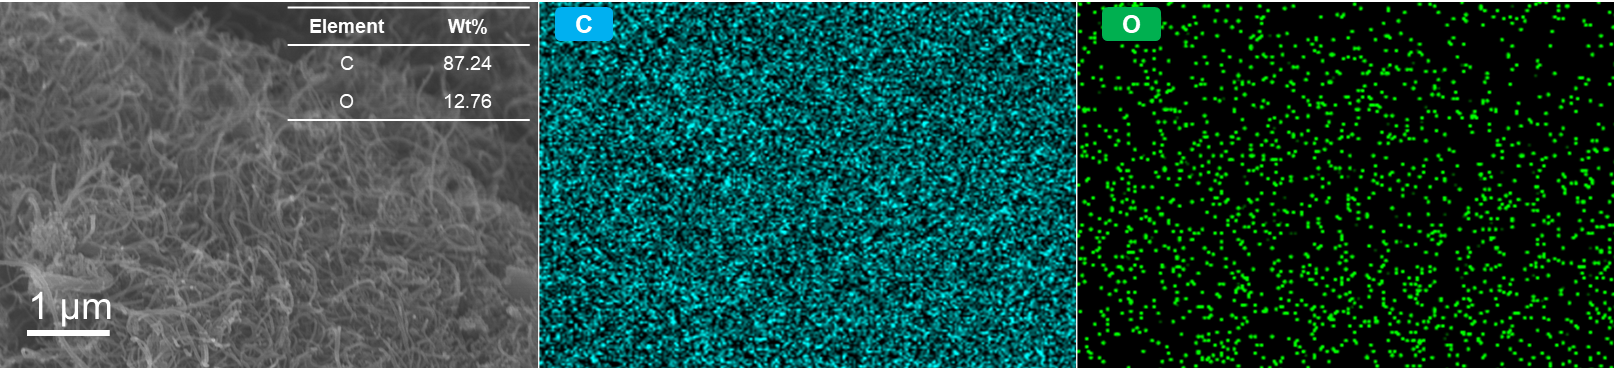 Element Wt%
C 87.24
O 12.76
1 μm
C
O